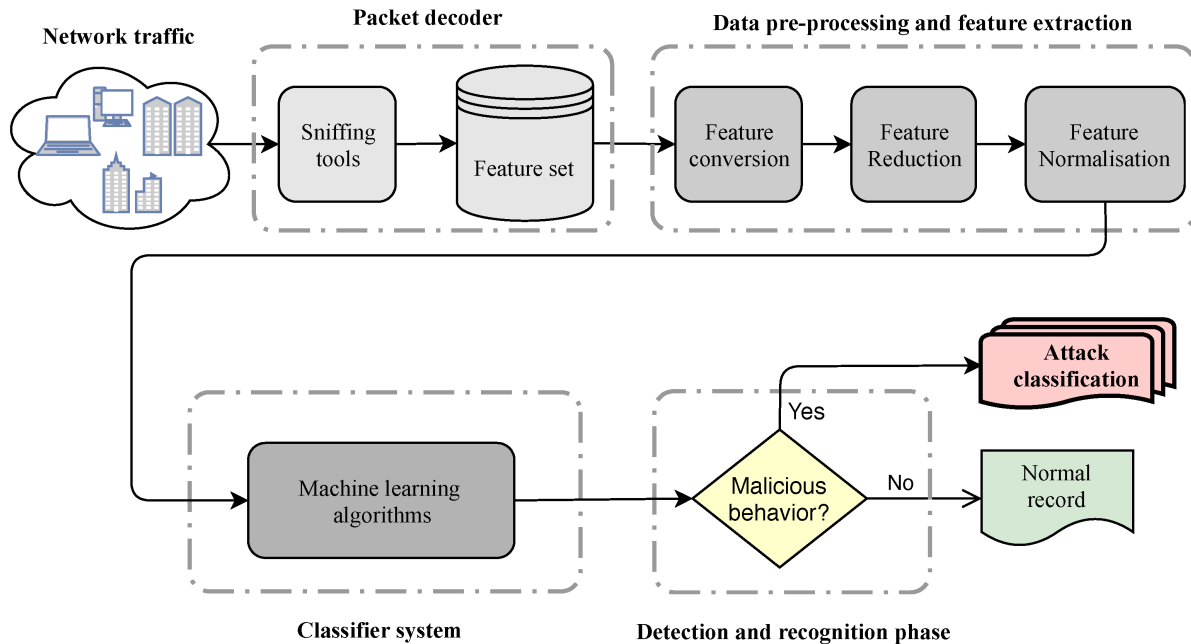 Network traffic
Packet decoder
Data pre-processing and feature extraction
Sniffing
tools
Feature set
Feature
conversion
Feature
Reduction
Feature
Normalisation
Machine learning
algorithms
Classifier system
Malicious
behavior?
Yes
No
Detection and recognition phase
Attack
classification
Normal
record